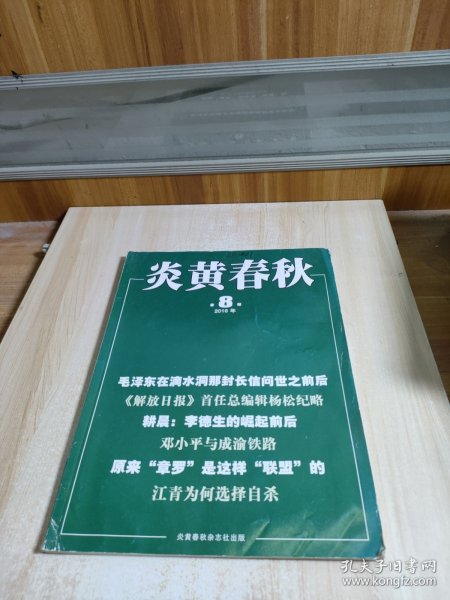 炎黄春秋
第8期
2016年
毛泽东在滴水洞那封长信问世之前后
《解放日报》首任总编辑杨松纪略
耕晨：李德生的崛起前后
邓小平与成渝铁路
原来“章罗”是这样“联盟”的
江青为何选择自杀
炎黄春秋杂志社出版
孔夫子旧书网
www.kongfz.com